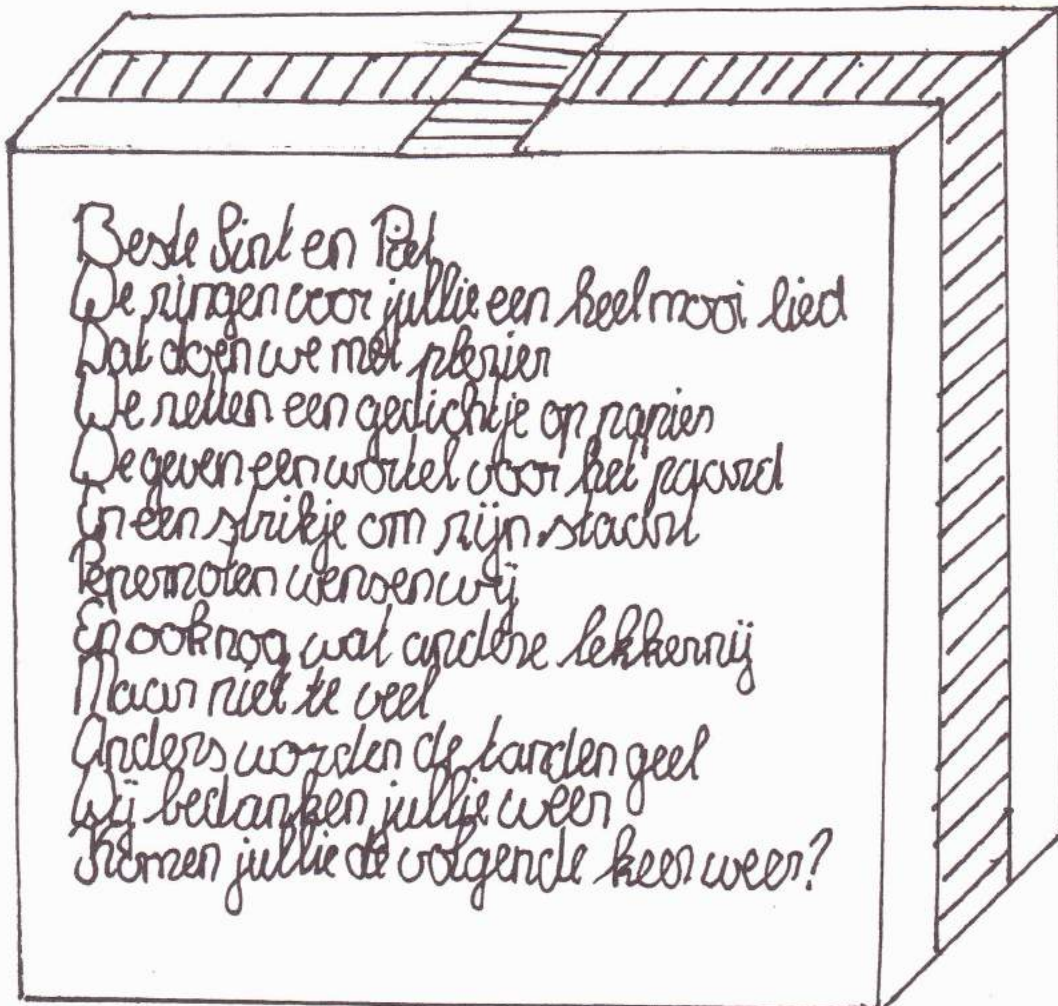 Beste Sint en Piet
We zingen voor jullie een heel mooi lied
Dat doen we met plezier
We zetten een gedichtje op papier
We geven een wortel voor het paard
En een strikje om zijn staart
Pepernoten wensen wij
En ook nog wat andere lekkernij
Maar niet te veel
Anders worden de tanden geel
Wij bedanken jullie weer
Komen jullie de volgende keer weer?